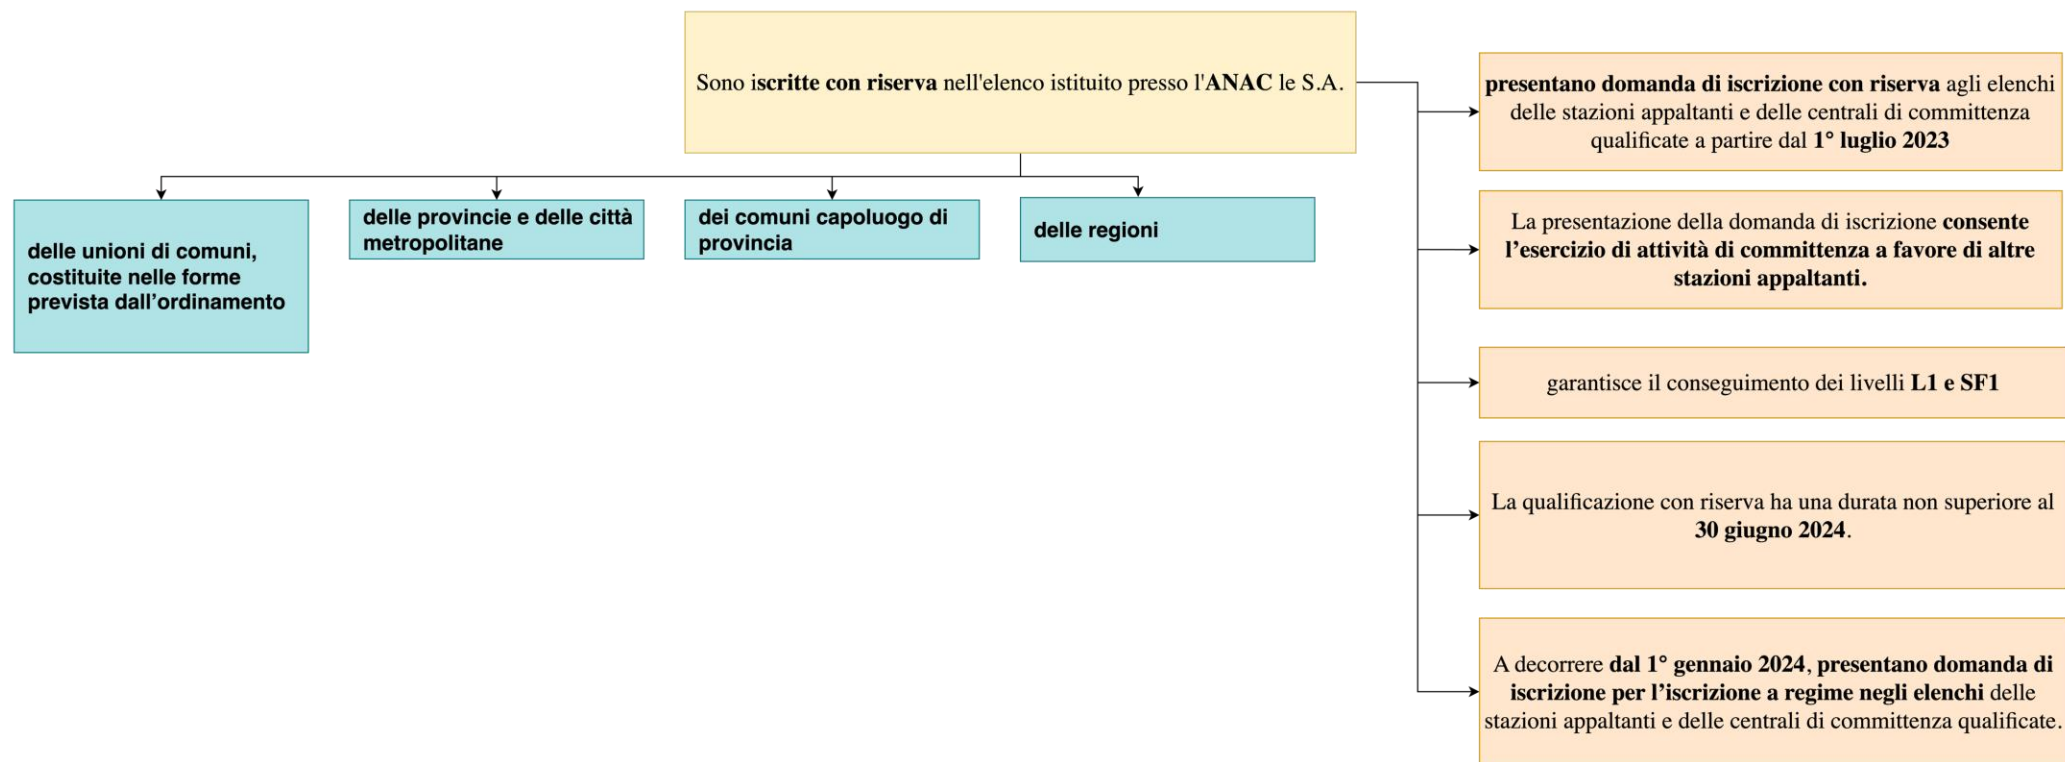 Sono iscritte con riserva nell'elenco istituito presso l'ANAC le S.A.
delle unioni di comuni,
costituite nelle forme
prevista dall'ordinamento
delle provincie e delle città
metropolitane
dei comuni capoluogo di
provincia
delle regioni
presentano domanda di iscrizione con riserva agli elenchi
delle stazioni appaltanti e delle centrali di committenza
qualificate a partire dal 1° luglio 2023
La presentazione della domanda di iscrizione consente
l’esercizio di attività di committenza a favore di altre
stazioni appaltanti.
garantisce il conseguimento dei livelli L1 e SF1
La qualificazione con riserva ha una durata non superiore al
30 giugno 2024.
A decorrere dal 1° gennaio 2024, presentano domanda di
iscrizione per l’iscrizione a regime negli elenchi delle
stazioni appaltanti e delle centrali di committenza qualificate.